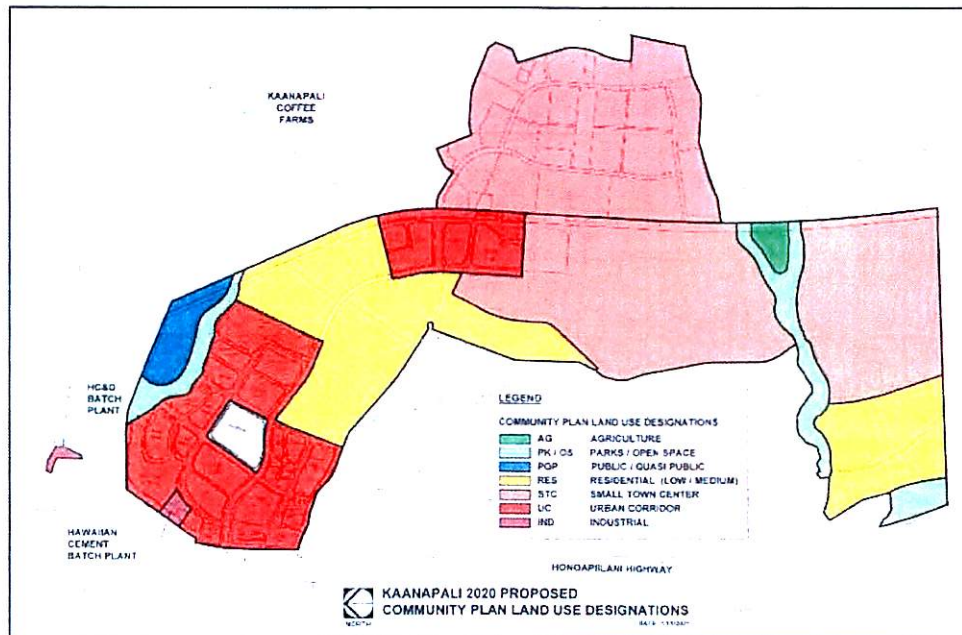 KAANAPALI
COFFEE
FARMS
HC&D
BATCH
PLANT
HAWAIIAN
CEMENT
BATCH PLANT
LEGEND
COMMUNITY PLAN LAND USE DESIGNATIONS
AG AGRICULTURE
PK / OS PARKS / OPEN SPACE
PQP PUBLIC / QUASI PUBLIC
RES RESIDENTIAL (LOW / MEDIUM)
STC SMALL TOWN CENTER
UC URBAN CORRIDOR
IND INDUSTRIAL
HONOAPIILANI HIGHWAY
KAANAPALI 2020 PROPOSED
COMMUNITY PLAN LAND USE DESIGNATIONS
NORTH
DATE: